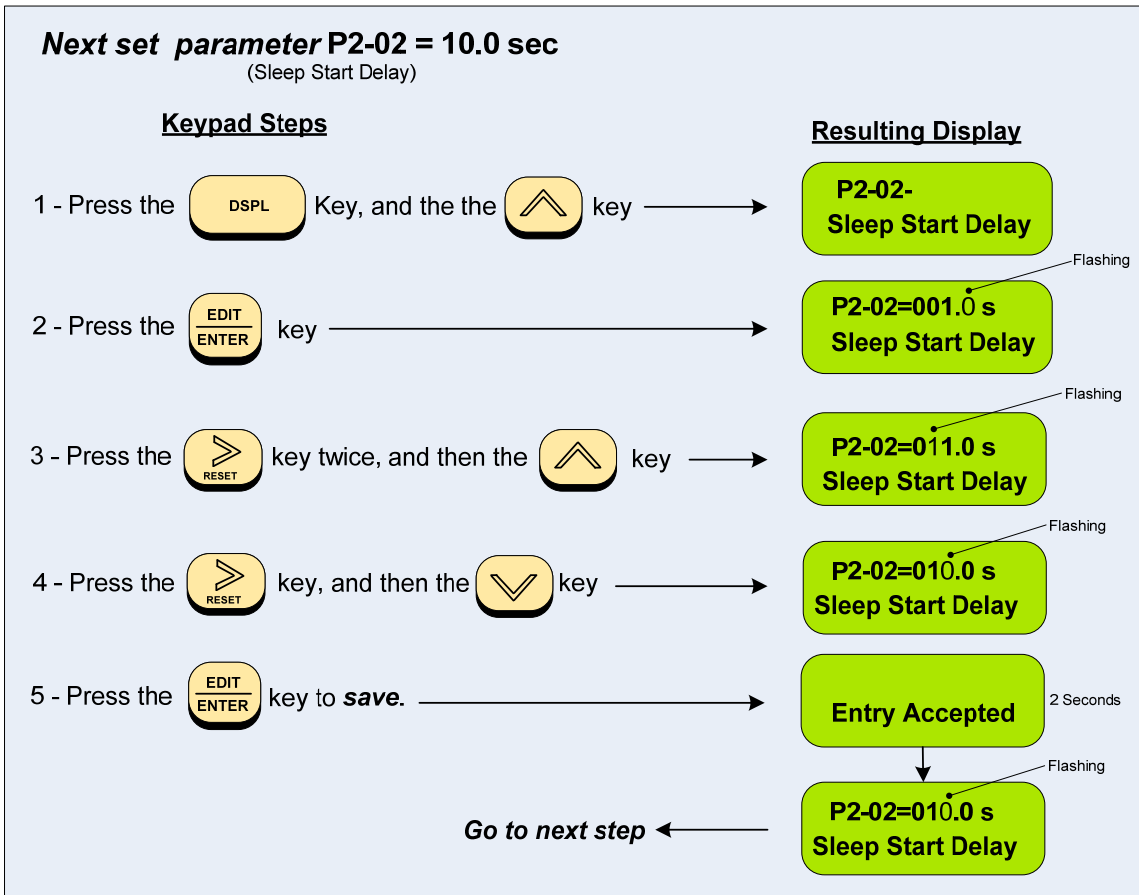 Next set parameter P2-02 = 10.0 sec
(Sleep Start Delay)
Keypad Steps
Resulting Display
1 - Press the DSPL Key, and the the key
P2-02-
Sleep Start Delay
Flashing
2 - Press the EDIT ENTER key
P2-02=001.0 s
Sleep Start Delay
Flashing
3 - Press the RESET key twice, and then the key
P2-02=011.0 s
Sleep Start Delay
Flashing
4 - Press the RESET key, and then the key
P2-02=010.0 s
Sleep Start Delay
5 - Press the EDIT ENTER key to save.
Entry Accepted
2 Seconds
Flashing
P2-02=010.0 s
Sleep Start Delay
Go to next step